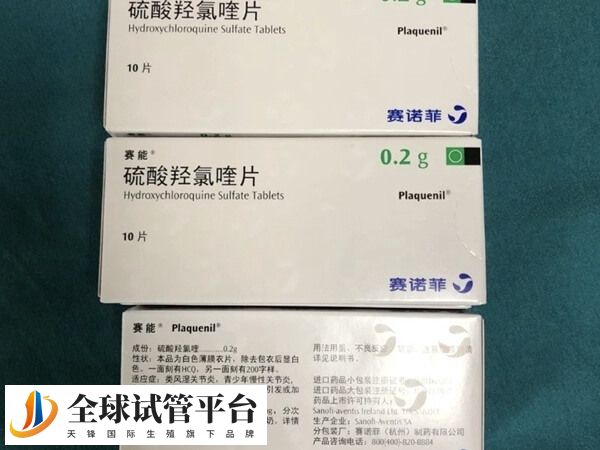 硫酸羟氯喹片
0.2 g
Hydroxychloroquine Sulfate Tablets
Plaquenil®
10 片
赛诺菲
赛能®
0.2 g
硫酸羟氯喹片
Hydroxychloroquine Sulfate Tablets
Plaquenil®
10 片
赛诺菲
赛能® Plaquenil®
成份：硫酸羟氯喹……0.2g
性状：本品为白色薄膜衣片，除去包衣后显白
色。一面刻有HCQ，另一面刻有200字样。
适应症：类风湿关节炎，青少年慢性关节炎，
引发或加
g，分次
奶，详情
用法用量、不良反应、
详见说明书。
进口药品小包装注册证号
进口药品大包装注册证号
药品上市许可持有人
Sanofi-aventis Ireland Ltd. T/A SANOFI
生产企业：Sanofi-Aventis SA
分包装厂：赛诺菲（杭州）制药有限公司
产品咨询电话：800(400)-820-8884
全球试管平台
天锋国际生殖旗下品牌